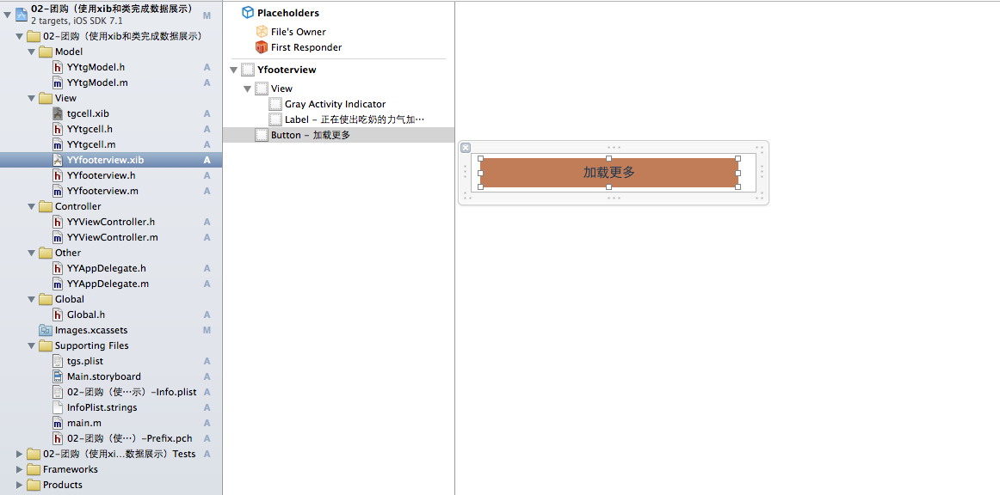 02-团购（使用xib和类完成数据展示）
2 targets, iOS SDK 7.1
M
02-团购（使用xib和类完成数据展示）
Model
YYtgModel.h A
YYtgModel.m A
View
tgcell.xib A
YYtgcell.h A
YYtgcell.m A
YYfooterview.xib A
YYfooterview.h A
YYfooterview.m A
Controller
YYViewController.h A
YYViewController.m A
Other
YYAppDelegate.h A
YYAppDelegate.m A
Global
Global.h A
Images.xcassets M
Supporting Files
tgs.plist A
Main.storyboard A
02-团购（使…示）-Info.plist A
InfoPlist.strings A
main.m A
02-团购（使…）-Prefix.pch A
02-团购（使用xi…数据展示）Tests A
Frameworks
Products
Placeholders
File's Owner
First Responder
Yfooterview
View
Gray Activity Indicator
Label – 正在使出吃奶的力气加…
Button – 加载更多
加载更多